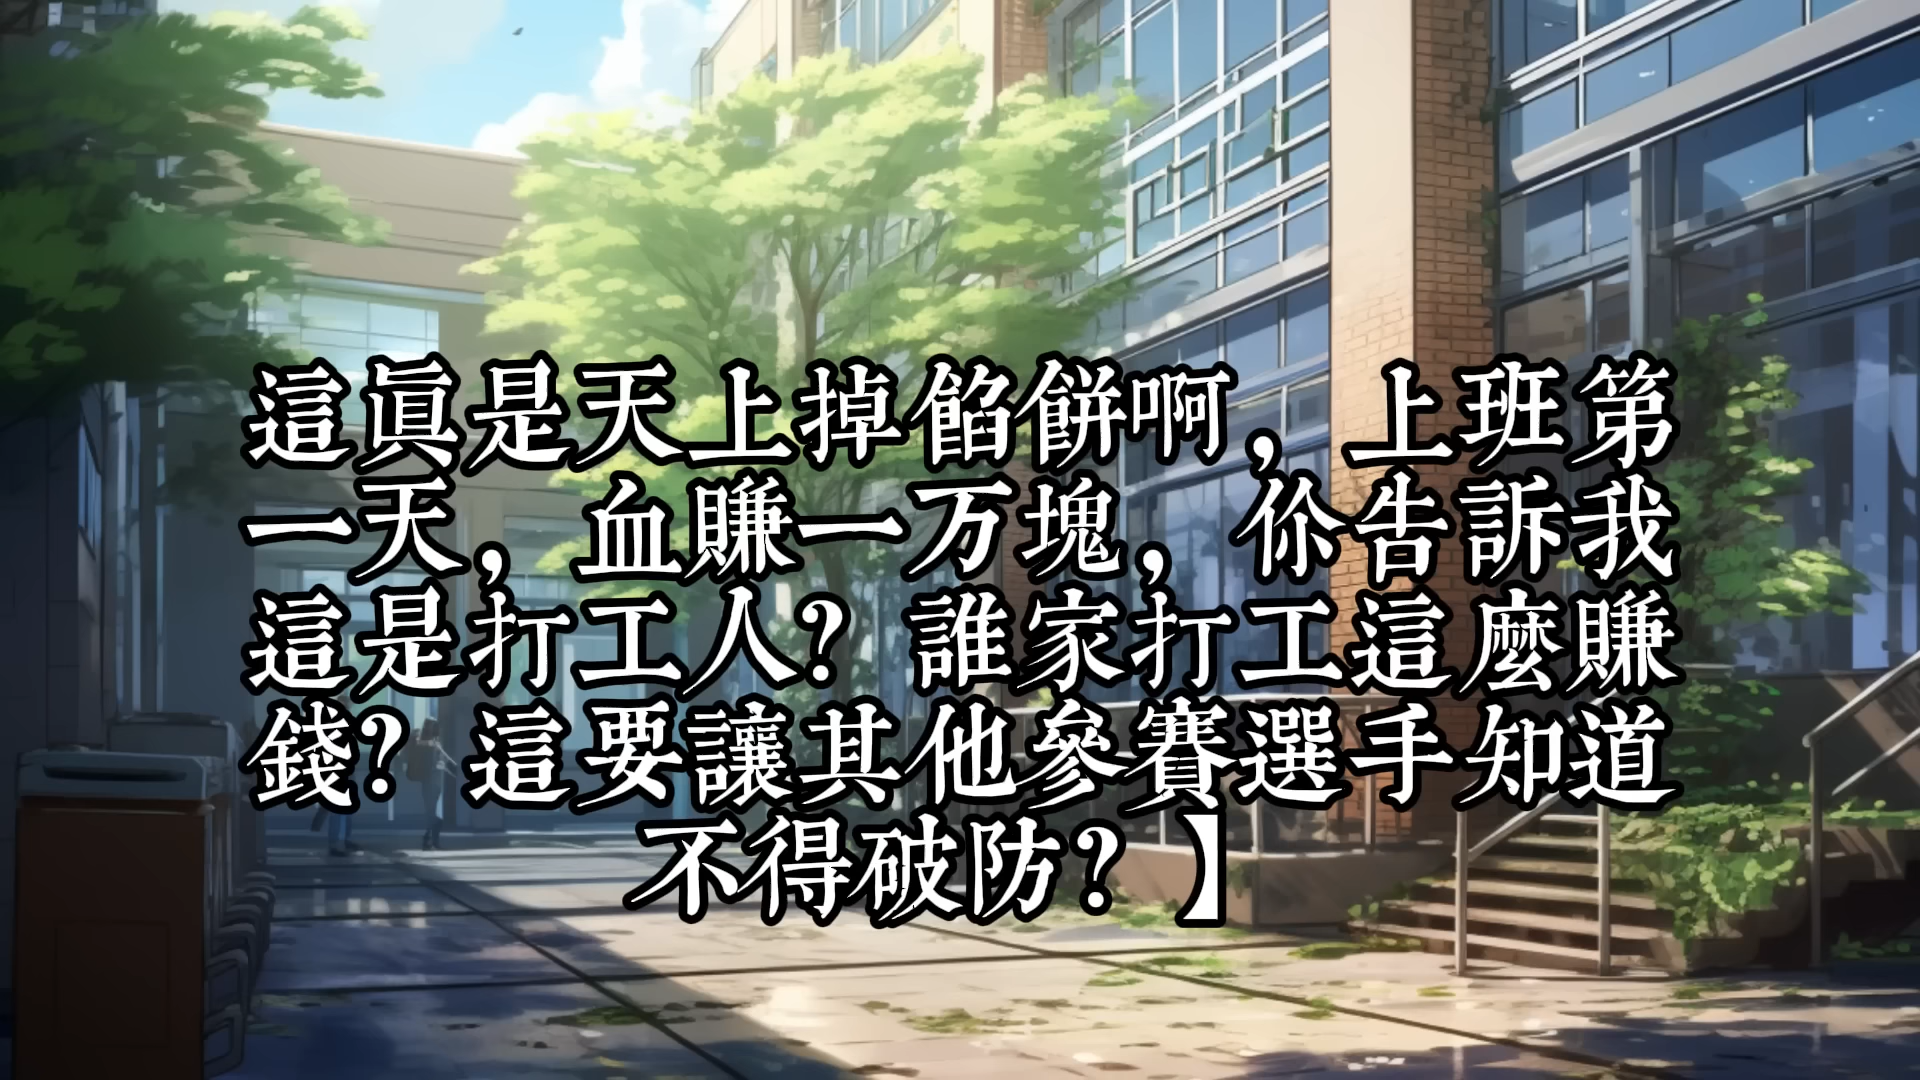 這眞是天上掉餡餅啊，上班第
一天，血賺一万塊，伱告訴我
這是打工人？誰家打工這麼賺
錢？這要讓其他參賽選手知道
不得破防？】